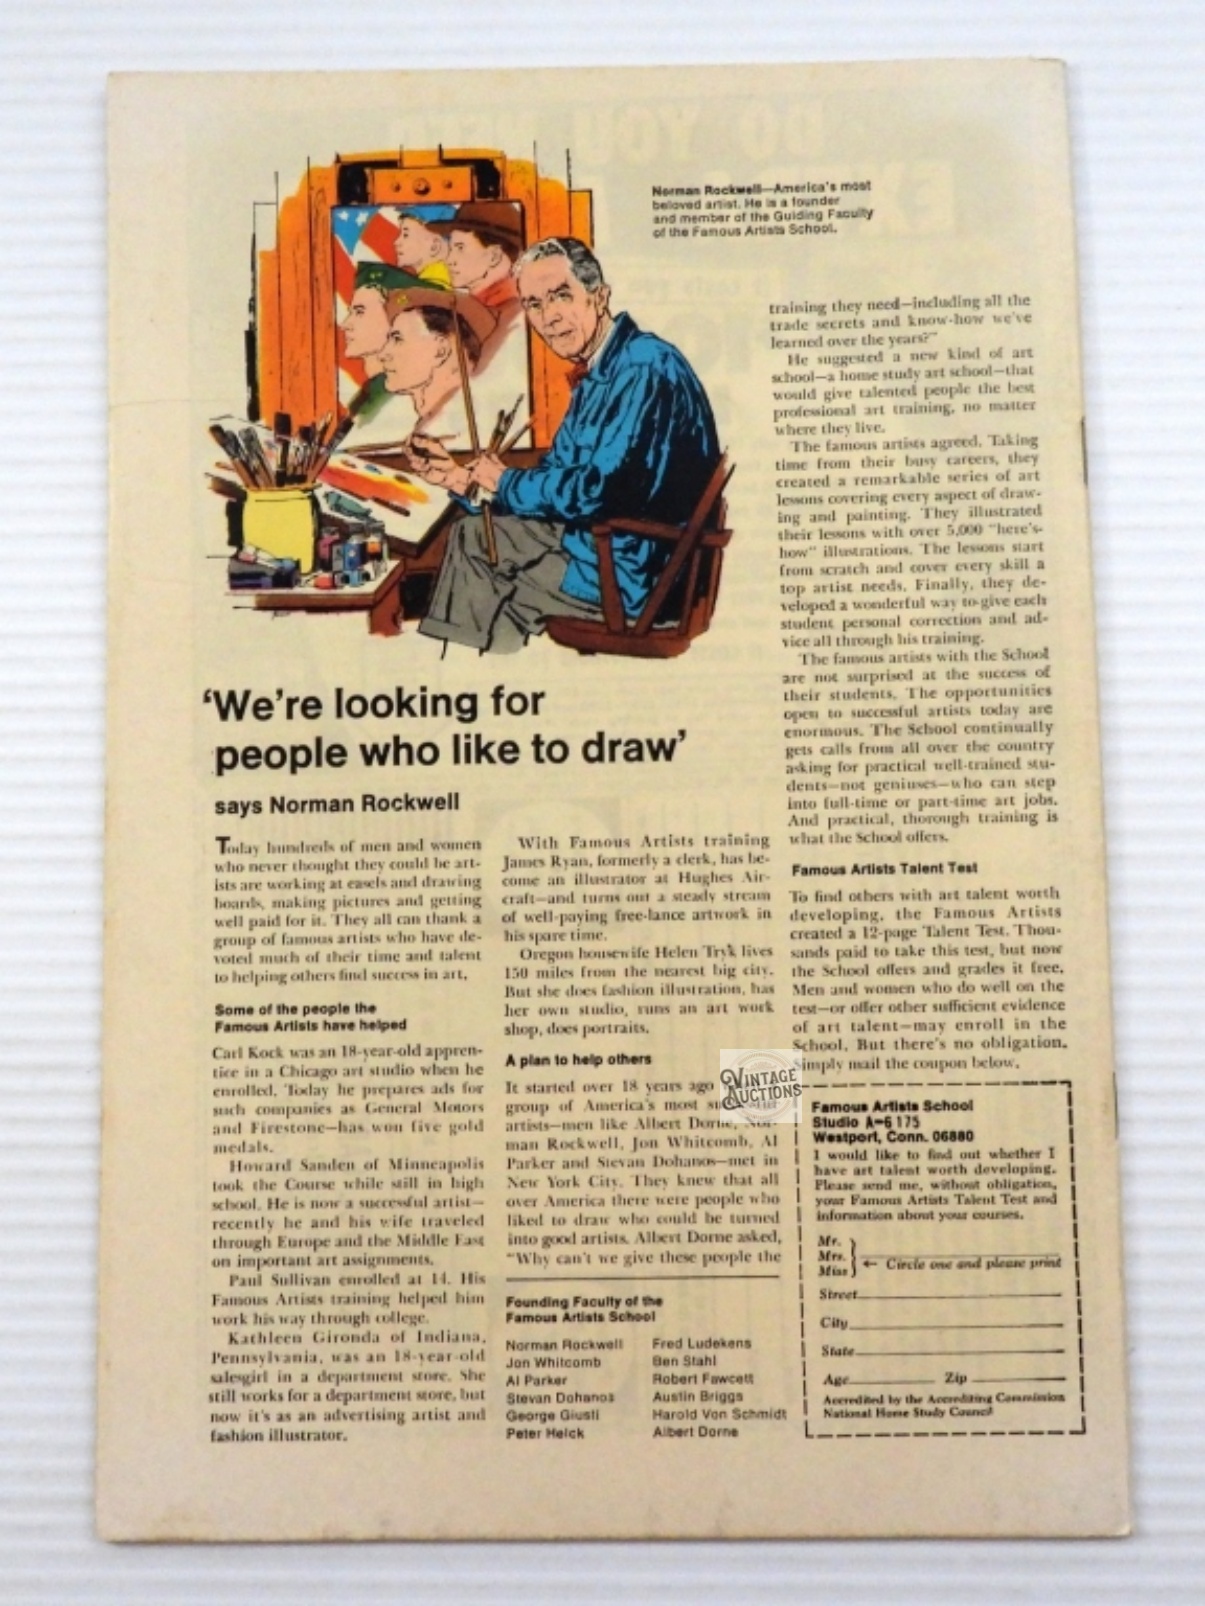 Norman Rockwell—America's most
beloved artist. He is a founder
and member of the Guiding Faculty
of the Famous Artists School.
'We're looking for
people who like to draw'
says Norman Rockwell
Today hundreds of men and women
who never thought they could be art-
ists are working at easels and drawing
boards, making pictures and getting
well paid for it. They all can thank a
group of famous artists who have de-
voted much of their time and talent
to helping others find success in art.
Some of the people the
Famous Artists have helped
Carl Kock was an 18-year-old appren-
tice in a Chicago art studio when he
enrolled. Today he prepares ads for
such companies as General Motors
and Firestone—has won five gold
medals.
Howard Sanden of Minneapolis
took the Course while still in high
school. He is now a successful artist—
recently he and his wife traveled
through Europe and the Middle East
on important art assignments.
Paul Sullivan enrolled at 14. His
Famous Artists training helped him
work his way through college.
Kathleen Gironda of Indiana,
Pennsylvania, was an 18-year-old
salesgirl in a department store. She
still works for a department store, but
now it's as an advertising artist and
fashion illustrator.
With Famous Artists training
James Ryan, formerly a clerk, has be-
come an illustrator at Hughes Air-
craft—and turns out a steady stream
of well-paying free-lance artwork in
his spare time.
Oregon housewife Helen Tryk lives
150 miles from the nearest big city.
But she does fashion illustration, has
her own studio, runs an art work
shop, does portraits.
A plan to help others
It started over 18 years ago
group of America's most
artists—men like Albert Dorne, Nor-
man Rockwell, Jon Whitcomb, Al
Parker and Stevan Dohanos—met in
New York City. They knew that all
over America there were people who
liked to draw who could be turned
into good artists. Albert Dorne asked,
"Why can't we give these people the
Founding Faculty of the
Famous Artists School
Norman Rockwell
Jon Whitcomb
Al Parker
Stevan Dohanos
George Giusti
Peter Helck
Fred Ludekens
Ben Stahl
Robert Fawcett
Austin Briggs
Harold Von Schmidt
Albert Dorne
training they need—including all the
trade secrets and know-how we've
learned over the years?"
He suggested a new kind of art
school—a home study art school—that
would give talented people the best
professional art training, no matter
where they live.
The famous artists agreed. Taking
time from their busy careers, they
created a remarkable series of art
lessons covering every aspect of draw-
ing and painting. They illustrated
their lessons with over 5,000 "here's-
how" illustrations. The lessons start
from scratch and cover every skill a
top artist needs. Finally, they de-
veloped a wonderful way to give each
student personal correction and ad-
vice all through his training.
The famous artists with the School
are not surprised at the success of
their students. The opportunities
open to successful artists today are
enormous. The School continually
gets calls from all over the country
asking for practical well-trained stu-
dents—not geniuses—who can step
into full-time or part-time art jobs.
And practical, thorough training is
what the School offers.
Famous Artists Talent Test
To find others with art talent worth
developing, the Famous Artists
created a 12-page Talent Test. Thou-
sands paid to take this test, but now
the School offers and grades it free.
Men and women who do well on the
test—or offer other sufficient evidence
of art talent—may enroll in the
School. But there's no obligation.
Simply mail the coupon below.
VINTAGE
AUCTIONS
Famous Artists School
Studio A-6175
Westport, Conn. 06880
I would like to find out whether I
have art talent worth developing.
Please send me, without obligation,
your Famous Artists Talent Test and
information about your courses.
Mr.
Mrs.
Miss
← Circle one and please print
Street
City
State
Age Zip
Accredited by the Accrediting Commission
National Home Study Council